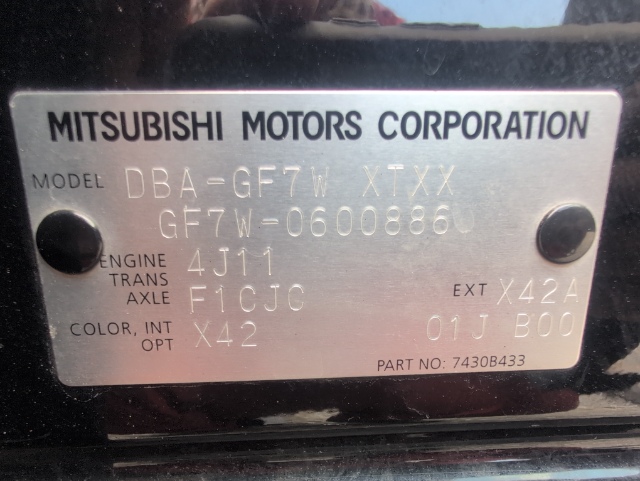 MITSUBISHI MOTORS CORPORATION
MODEL DBA-GF7W XTXX
GF7W-0600886
ENGINE 4J11
TRANS AXLE F1CJC EXT X42A
COLOR, INT OPT X42 01J B00
PART NO: 7430B433